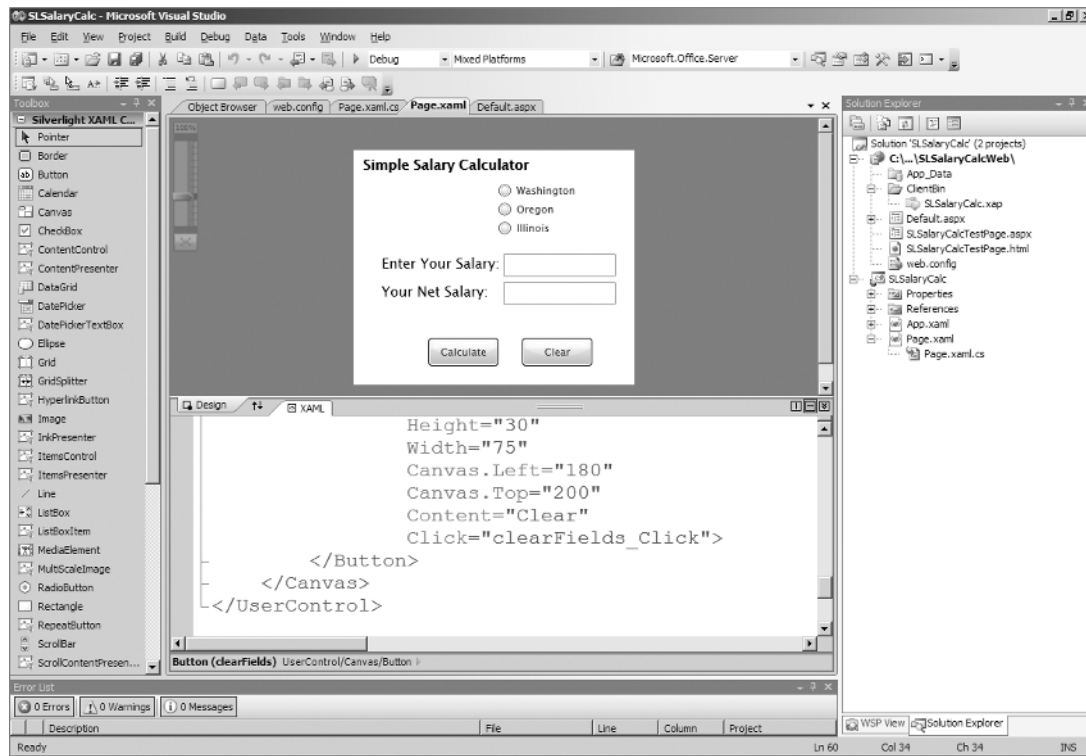 SLSalaryCalc - Microsoft Visual Studio
File Edit View Project Build Debug Data Tools Window Help
Debug Mixed Platforms Microsoft.Office.Server
Toolbox
Silverlight XAML C...
Pointer
Border
Button
Calendar
Canvas
CheckBox
ContentControl
ContentPresenter
DataGrid
DatePicker
DatePickerTextBox
Ellipse
Grid
GridSplitter
HyperlinkButton
Image
InkPresenter
ItemsControl
ItemsPresenter
Line
ListBox
ListBoxItem
MediaElement
MultiScaleImage
RadioButton
Rectangle
RepeatButton
ScrollBar
ScrollContentPresen...
Object Browser web.config Page.xaml.cs Page.xaml Default.aspx
100%
Simple Salary Calculator
Washington
Oregon
Illinois
Enter Your Salary:
Your Net Salary:
Calculate Clear
Design XAML
Height="30"
Width="75"
Canvas.Left="180"
Canvas.Top="200"
Content="Clear"
Click="clearFields_Click">
</Button>
</Canvas>
</UserControl>
Button (clearFields) UserControl/Canvas/Button
Solution Explorer
Solution 'SLSalaryCalc' (2 projects)
C:\...\SLSalaryCalcWeb\
App_Data
ClientBin
SLSalaryCalc.xap
Default.aspx
SLSalaryCalcTestPage.aspx
SLSalaryCalcTestPage.html
web.config
SLSalaryCalc
Properties
References
App.xaml
Page.xaml
Page.xaml.cs
WSP View Solution Explorer
Error List
0 Errors 0 Warnings 0 Messages
Description File Line Column Project
Ready Ln 60 Col 34 Ch 34 INS